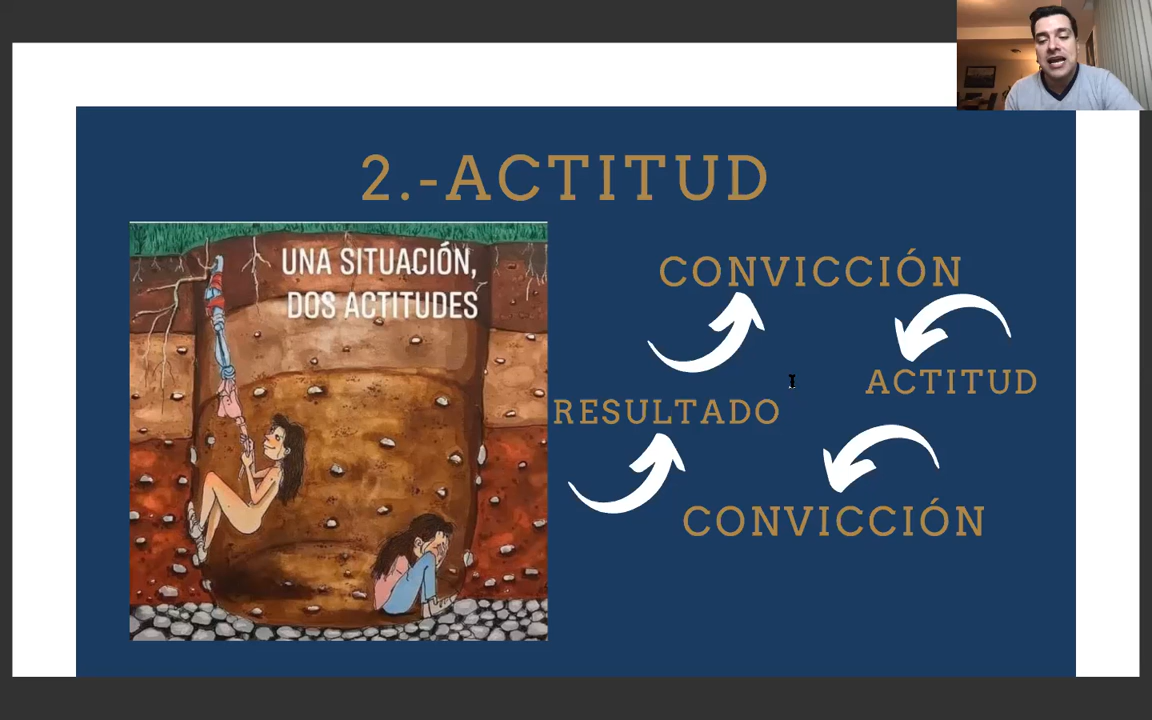 2.-ACTITUD
UNA SITUACIÓN,
DOS ACTITUDES
CONVICCIÓN
ACTITUD
RESULTADO
CONVICCIÓN